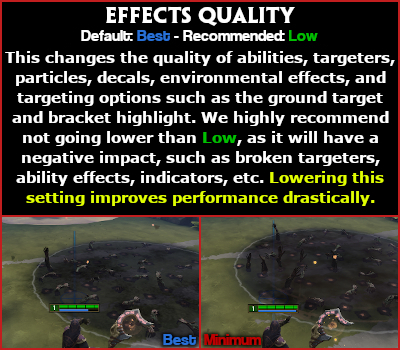 EFFECTS QUALITY
Default: Best - Recommended: Low
This changes the quality of abilities, targeters,
particles, decals, environmental effects, and
targeting options such as the ground target
and bracket highlight. We highly recommend
not going lower than Low, as it will have a
negative impact, such as broken targeters,
ability effects, indicators, etc. Lowering this
setting improves performance drastically.
1
1
Best Minimum